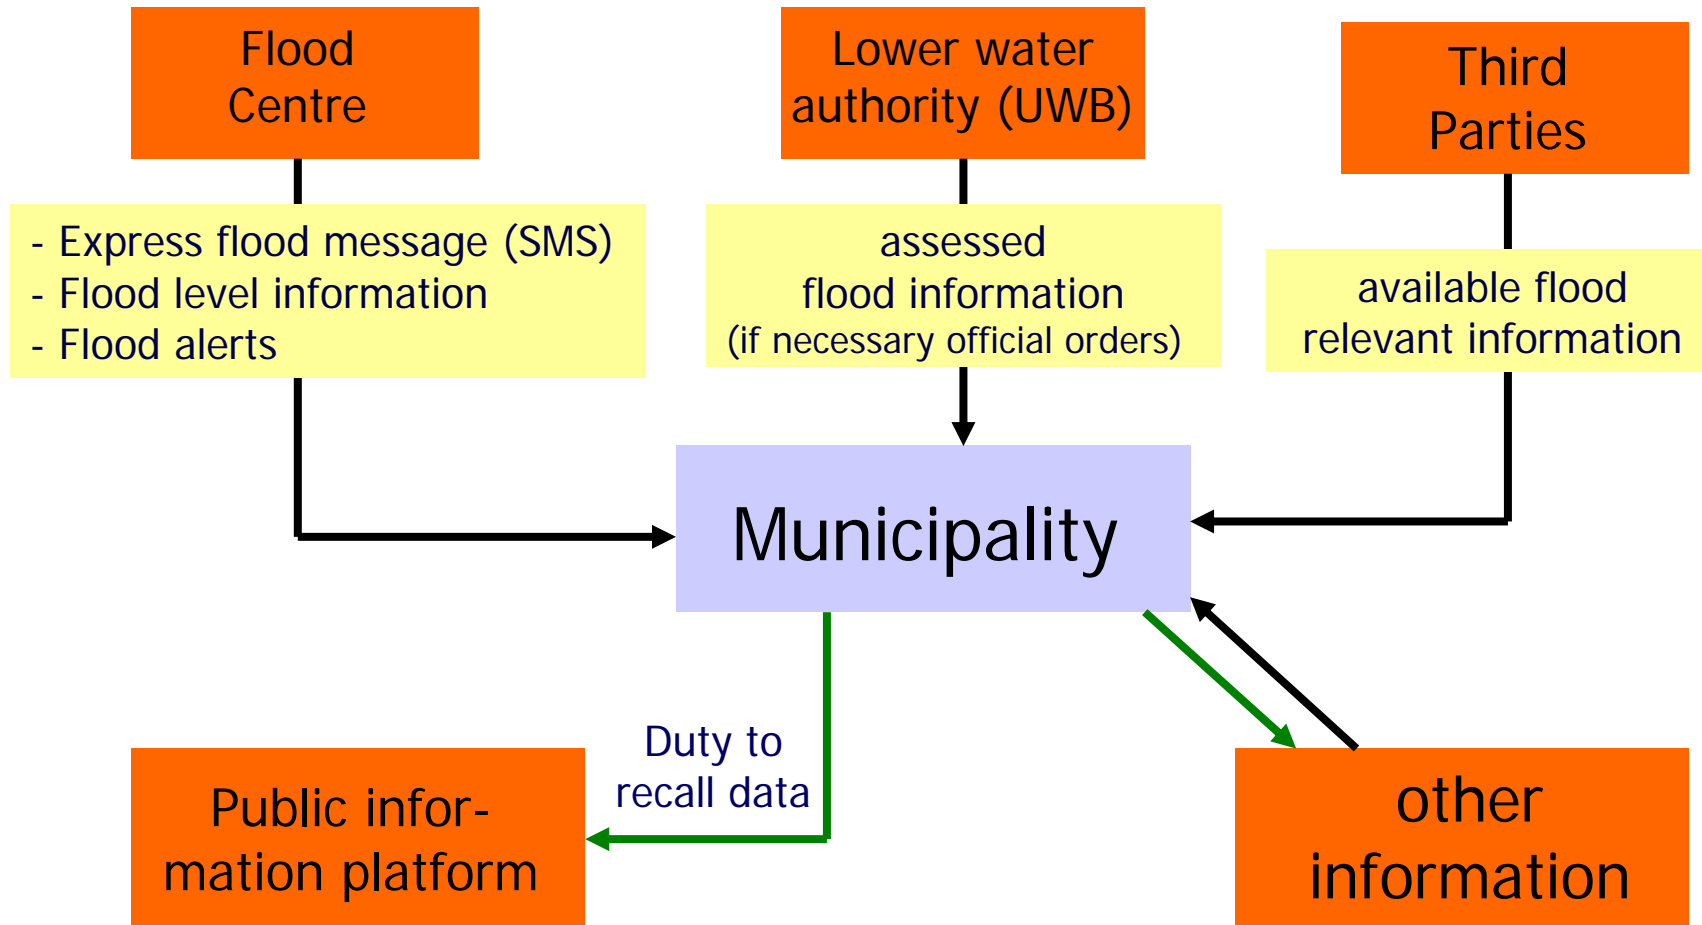 Flood
Centre
Lower water
authority (UWB)
Third
Parties
- Express flood message (SMS)
- Flood level information
- Flood alerts
assessed
flood information
(if necessary official orders)
available flood
relevant information
Municipality
Duty to
recall data
Public infor-
mation platform
other
information